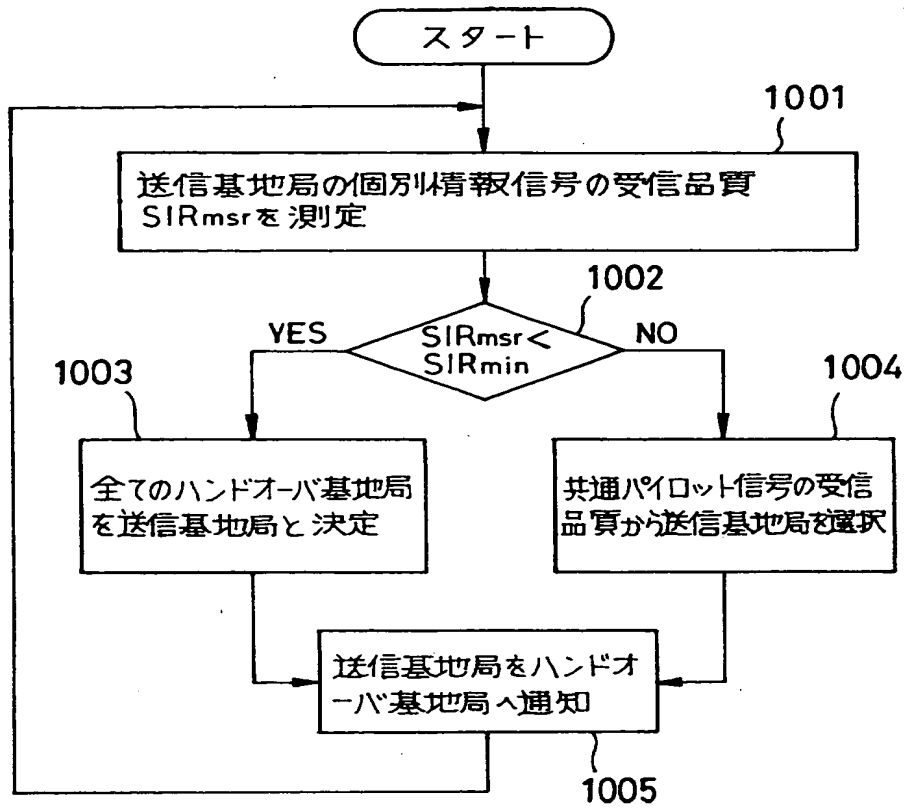 スタート
1001
送信基地局の個別情報信号の受信品質
SIRmsrを測定
1002
YES
SIRmsr<
SIRmin
NO
1003
1004
全てのハンドオーバ基地局
を送信基地局と決定
共通パイロット信号の受信
品質から送信基地局を選択
送信基地局をハンドオ
ーバ基地局へ通知
1005